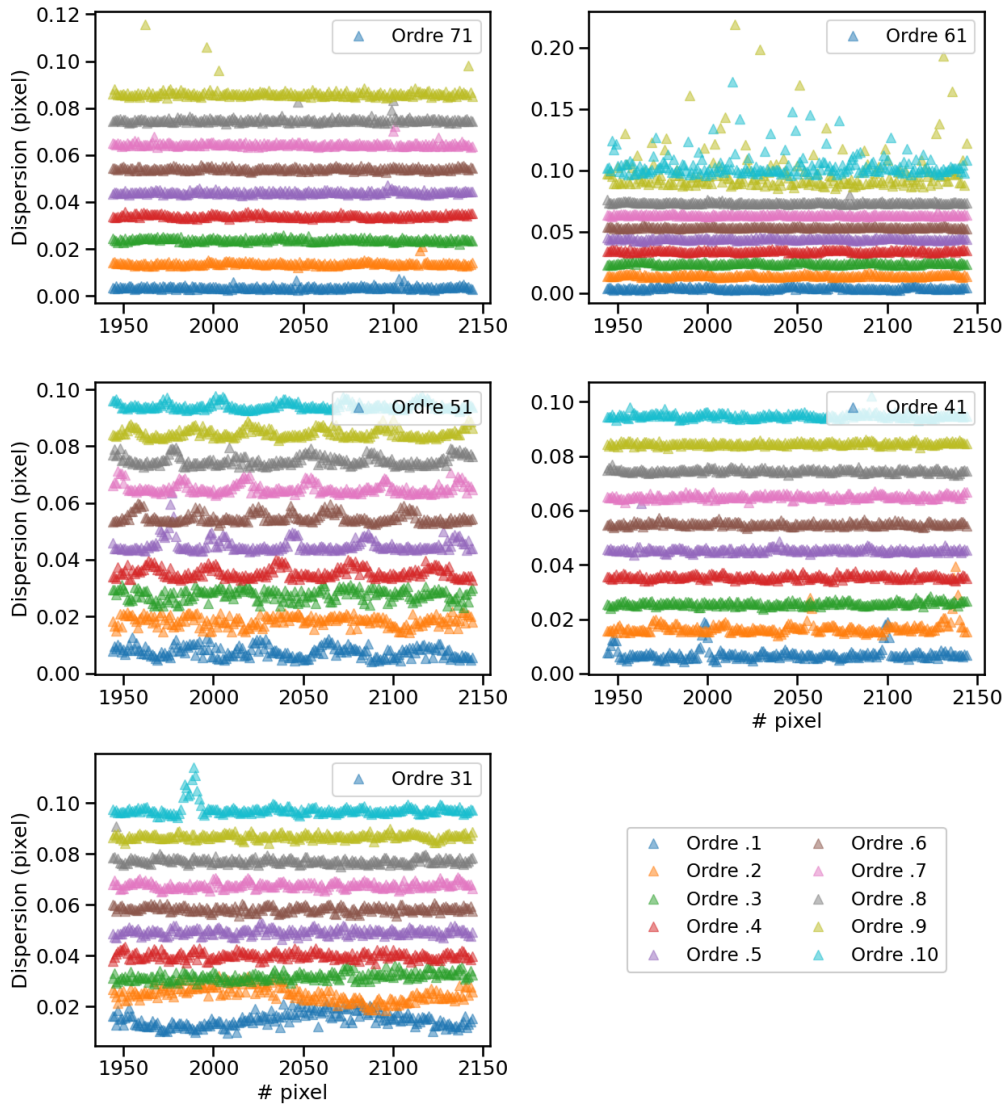 0.12
0.10
0.08
0.06
0.04
0.02
0.00
Dispersion (pixel)
Ordre 71
1950 2000 2050 2100 2150
0.20
0.15
0.10
0.05
0.00
Ordre 61
1950 2000 2050 2100 2150
0.10
0.08
0.06
0.04
0.02
0.00
Dispersion (pixel)
Ordre 51
1950 2000 2050 2100 2150
0.10
0.08
0.06
0.04
0.02
0.00
Ordre 41
1950 2000 2050 2100 2150
# pixel
0.10
0.08
0.06
0.04
0.02
Dispersion (pixel)
Ordre 31
1950 2000 2050 2100 2150
# pixel
Ordre .1 Ordre .6
Ordre .2 Ordre .7
Ordre .3 Ordre .8
Ordre .4 Ordre .9
Ordre .5 Ordre .10